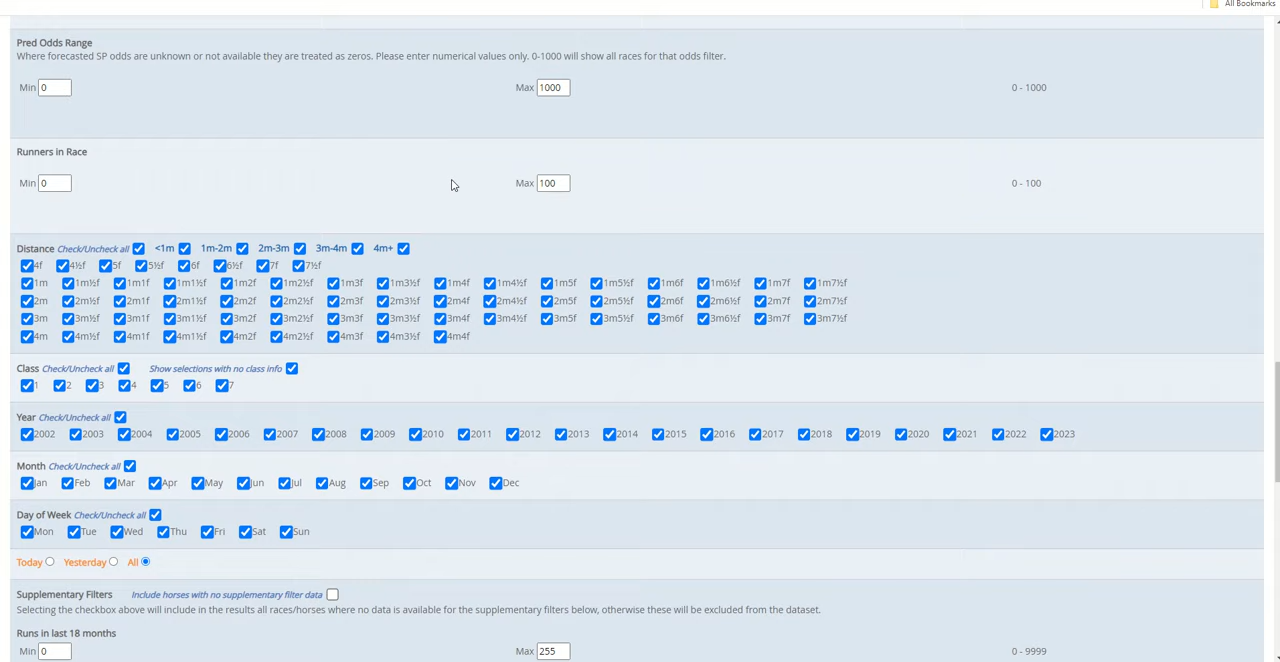 All Bookmarks
Pred Odds Range
Where forecasted SP odds are unknown or not available they are treated as zeros. Please enter numerical values only. 0-1000 will show all races for that odds filter.
Min 0 Max 1000 0 - 1000
Runners in Race
Min 0 Max 100 0 - 100
Distance Check/Uncheck all <1m 1m-2m 2m-3m 3m-4m 4m+
4f 4½f 5f 5½f 6f 6½f 7f 7½f
1m 1m½f 1m1f 1m1½f 1m2f 1m2½f 1m3f 1m3½f 1m4f 1m4½f 1m5f 1m5½f 1m6f 1m6½f 1m7f 1m7½f
2m 2m½f 2m1f 2m1½f 2m2f 2m2½f 2m3f 2m3½f 2m4f 2m4½f 2m5f 2m5½f 2m6f 2m6½f 2m7f 2m7½f
3m 3m½f 3m1f 3m1½f 3m2f 3m2½f 3m3f 3m3½f 3m4f 3m4½f 3m5f 3m5½f 3m6f 3m6½f 3m7f 3m7½f
4m 4m½f 4m1f 4m1½f 4m2f 4m2½f 4m3f 4m3½f 4m4f
Class Check/Uncheck all Show selections with no class info
1 2 3 4 5 6 7
Year Check/Uncheck all
2002 2003 2004 2005 2006 2007 2008 2009 2010 2011 2012 2013 2014 2015 2016 2017 2018 2019 2020 2021 2022 2023
Month Check/Uncheck all
Jan Feb Mar Apr May Jun Jul Aug Sep Oct Nov Dec
Day of Week Check/Uncheck all
Mon Tue Wed Thu Fri Sat Sun
Today Yesterday All
Supplementary Filters Include horses with no supplementary filter data
Selecting the checkbox above will include in the results all races/horses where no data is available for the supplementary filters below, otherwise these will be excluded from the dataset.
Runs in last 18 months
Min 0 Max 255 0 - 9999